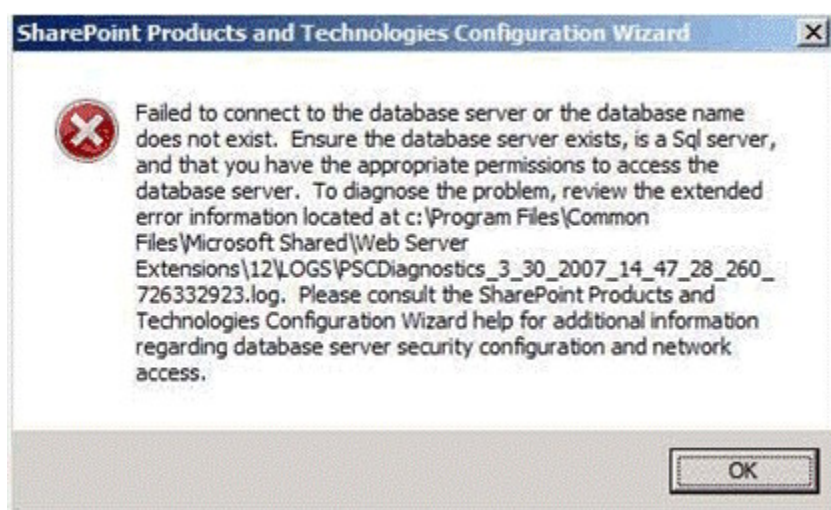 SharePoint Products and Technologies Configuration Wizard
Failed to connect to the database server or the database name
does not exist. Ensure the database server exists, is a Sql server,
and that you have the appropriate permissions to access the
database server. To diagnose the problem, review the extended
error information located at c:\Program Files\Common
Files\Microsoft Shared\Web Server
Extensions\12\LOGS\PSCDiagnostics_3_30_2007_14_47_28_260_
726332923.log. Please consult the SharePoint Products and
Technologies Configuration Wizard help for additional information
regarding database server security configuration and network
access.
OK